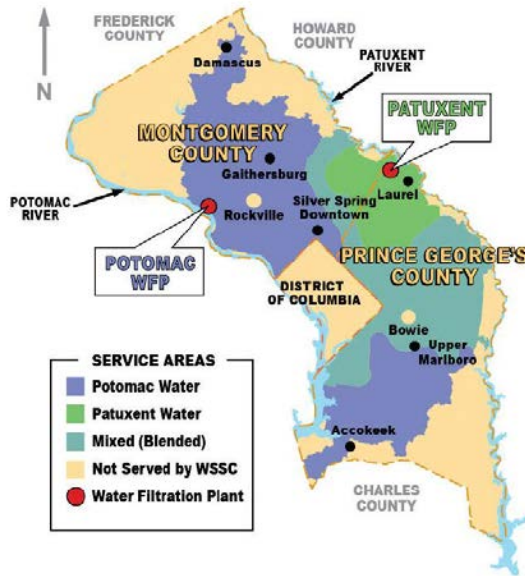 FREDERICK
COUNTY
HOWARD
COUNTY
N
Damascus
PATUXENT
RIVER
PATUXENT
WFP
MONTGOMERY
COUNTY
Gaithersburg
Laurel
POTOMAC
RIVER
Rockville
Silver Spring
Downtown
POTOMAC
WFP
PRINCE GEORGE'S
COUNTY
DISTRICT
OF COLUMBIA
Bowie
Upper
Marlboro
SERVICE AREAS
Potomac Water
Patuxent Water
Mixed (Blended)
Not Served by WSSC
Water Filtration Plant
Accokeek
CHARLES
COUNTY